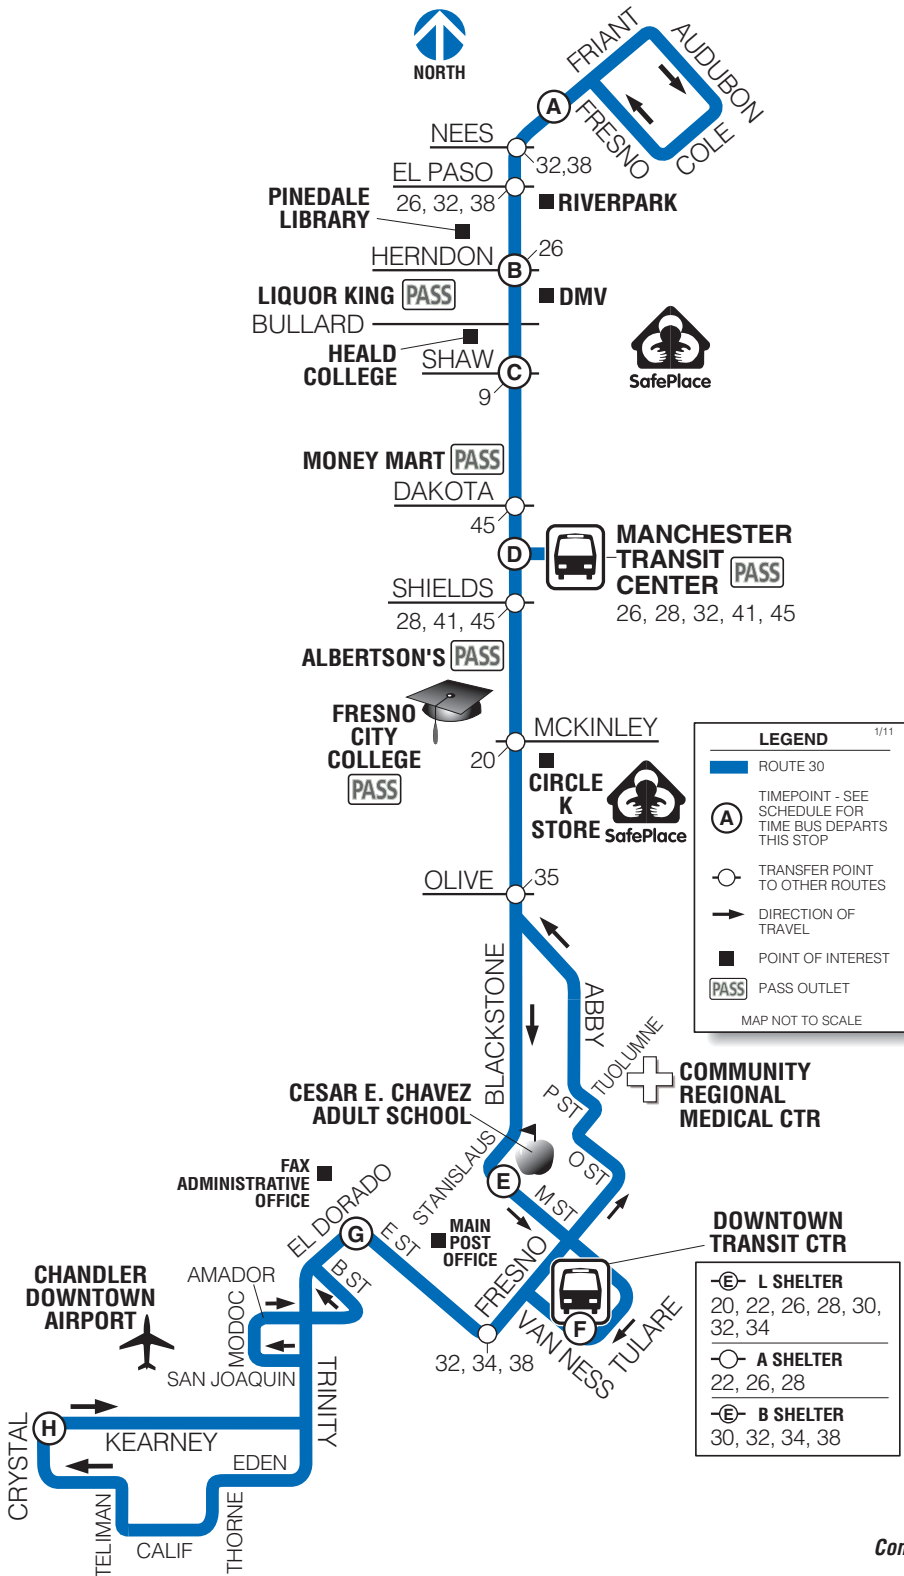 NORTH
FRIANT
AUDUBON
A
FRESNO
COLE
NEES
32,38
EL PASO
26, 32, 38
RIVERPARK
PINEDALE
LIBRARY
26
HERNDON
B
LIQUOR KING PASS
DMV
BULLARD
HEALD
COLLEGE
SHAW
C
9
SafePlace
MONEY MART PASS
DAKOTA
45
D
MANCHESTER
TRANSIT
CENTER PASS
26, 28, 32, 41, 45
SHIELDS
28, 41, 45
ALBERTSON'S PASS
FRESNO
CITY
COLLEGE
PASS
MCKINLEY
20
CIRCLE
K
STORE
SafePlace
LEGEND
1/11
ROUTE 30
A
TIMEPOINT - SEE
SCHEDULE FOR
TIME BUS DEPARTS
THIS STOP
TRANSFER POINT
TO OTHER ROUTES
DIRECTION OF
TRAVEL
POINT OF INTEREST
PASS PASS OUTLET
MAP NOT TO SCALE
OLIVE
35
BLACKSTONE
ABBY
TUOLUMNE
P ST
O ST
COMMUNITY
REGIONAL
MEDICAL CTR
CESAR E. CHAVEZ
ADULT SCHOOL
STANISLAUS
E
M ST
FAX
ADMINISTRATIVE
OFFICE
EL DORADO
G
E ST
B ST
MAIN
POST
OFFICE
FRESNO
VAN NESS
F
TULARE
32, 34, 38
DOWNTOWN
TRANSIT CTR
E L SHELTER
20, 22, 26, 28, 30,
32, 34
A SHELTER
22, 26, 28
E B SHELTER
30, 32, 34, 38
CHANDLER
DOWNTOWN
AIRPORT
AMADOR
MODOC
SAN JOAQUIN
TRINITY
H
CRYSTAL
KEARNEY
EDEN
TELIMAN
CALIF
THORNE
Con